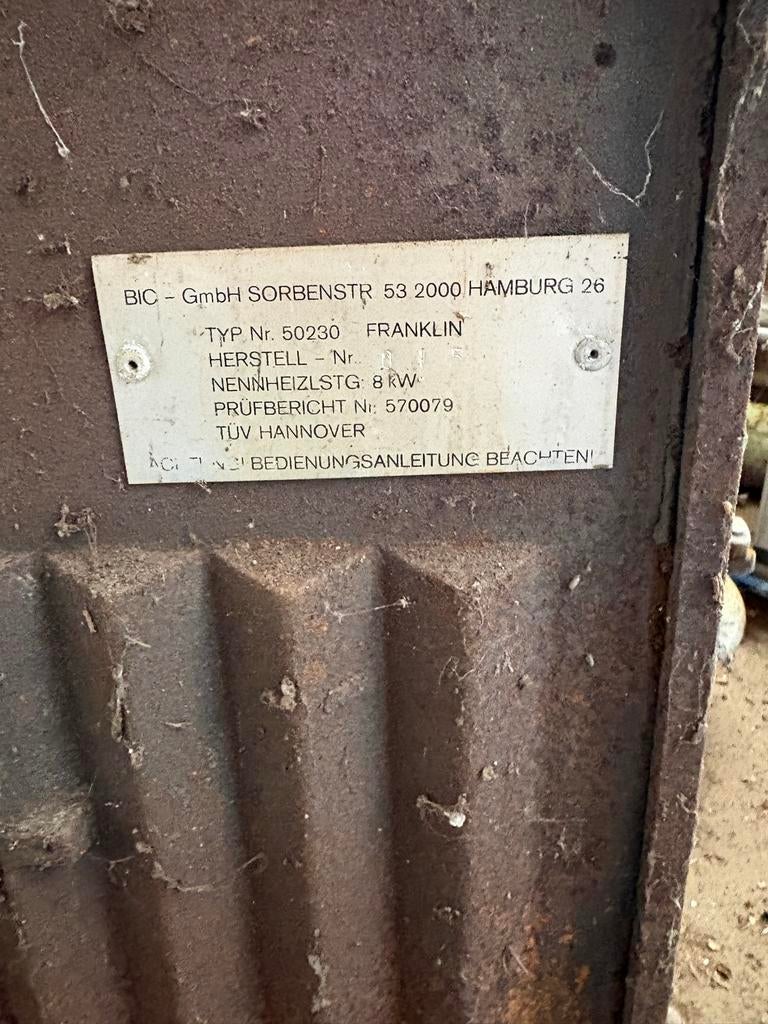 BIC - GmbH SORBENSTR 53 2000 HAMBURG 26
TYP Nr. 50230 FRANKLIN
HERSTELL - Nr.
NENNHEIZLSTG: 8 kW
PRÜFBERICHT Nr: 570079
TÜV HANNOVER
BEDIENUNGSANLEITUNG BEACHTEN!